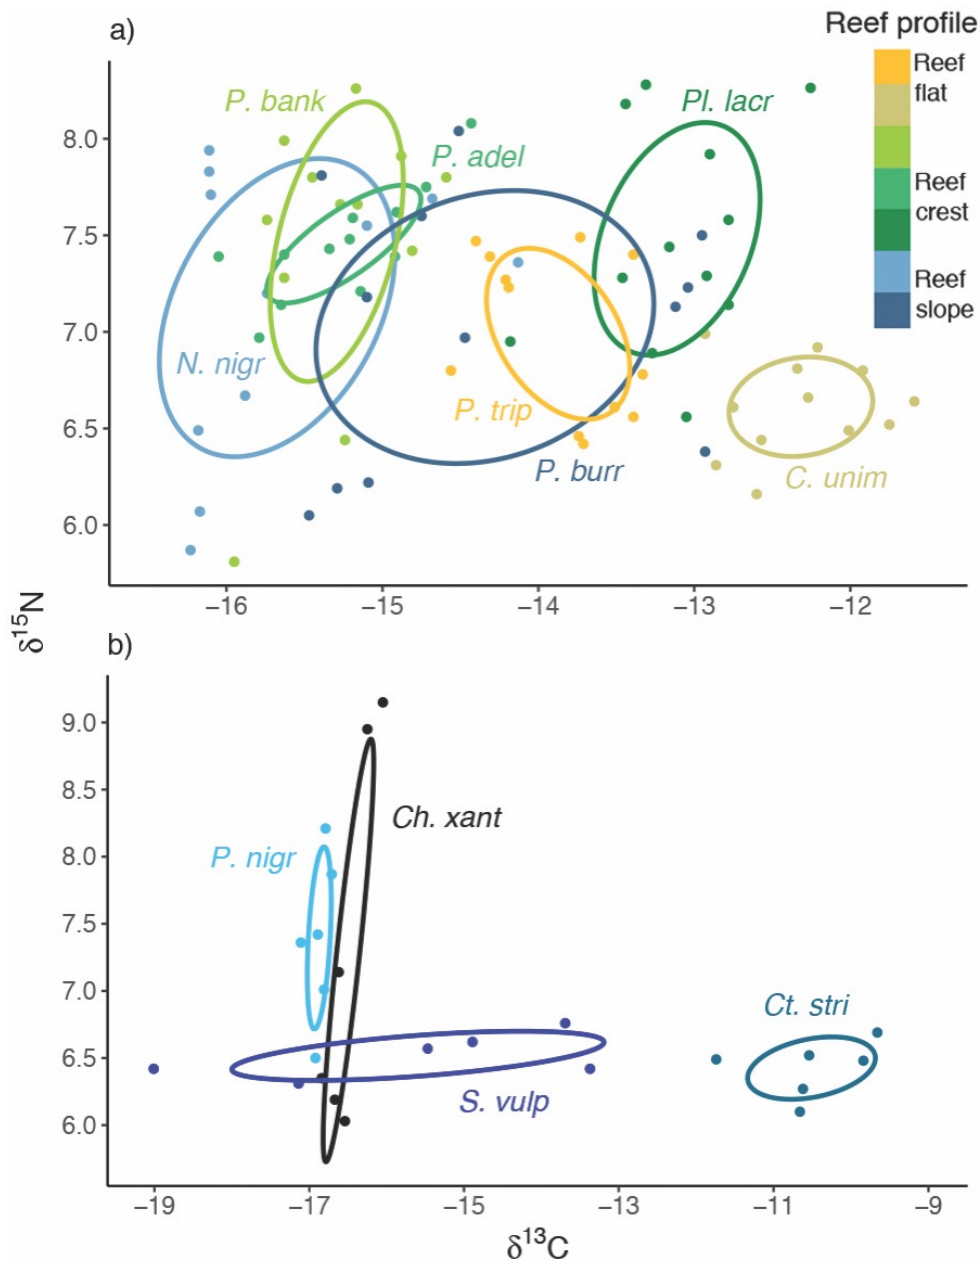 a)
Reef profile
Reef
flat
Reef
crest
Reef
slope
P. bank
Pl. lacr
P. adel
N. nigr
P. trip
P. burr
C. unim
8.0
7.5
7.0
6.5
6.0
−16
−15
−14
−13
−12
δ15N
b)
9.0
8.5
8.0
7.5
7.0
6.5
6.0
Ch. xant
P. nigr
Ct. stri
S. vulp
−19
−17
−15
−13
−11
−9
δ13C